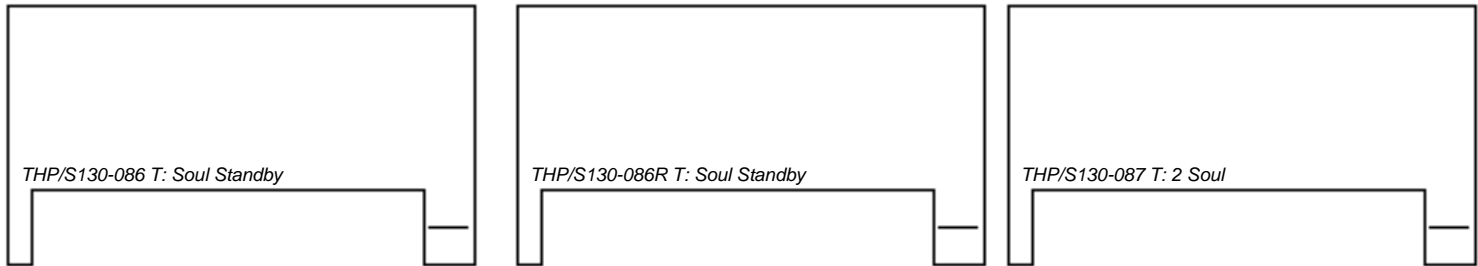 THP/S130-086 T: Soul Standby
THP/S130-086R T: Soul Standby
THP/S130-087 T: 2 Soul